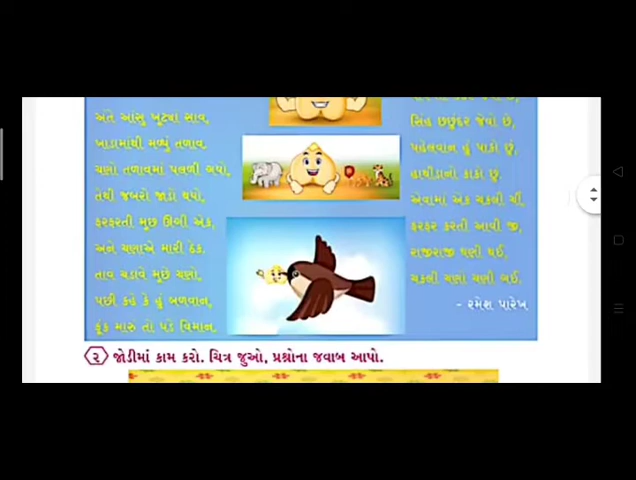 અંતે આંસુ ખૂટ્યા સાવ,
ખાડામાંથી મળ્યું તળાવ.
ચણો તળાવમાં પલળી ગયો,
તેથી જબરો જાડો થયો,
ફરફરતી મૂછ ઊગી એક,
અને ચણાએ મારી ઠેક.
તાવ ચડાવે મૂછે ચણો,
પછી કહે કે હું બળવાન,
ફૂંક મારું તો પડે વિમાન.
સિંહ છછુંદર જેવો છે,
પહેલવાન હું પાકો છું,
હાથીડાનો કાકો છું.
એવામાં એક ચકલી ચીં,
ફરફર કરતી આવી જી,
રાજીરાજી ઘણી થઈ,
ચકલી ચણા ચણી ગઈ.
- રમેશ પારેખ
૨ જોડીમાં કામ કરો. ચિત્ર જુઓ, પ્રશ્નોના જવાબ આપો.